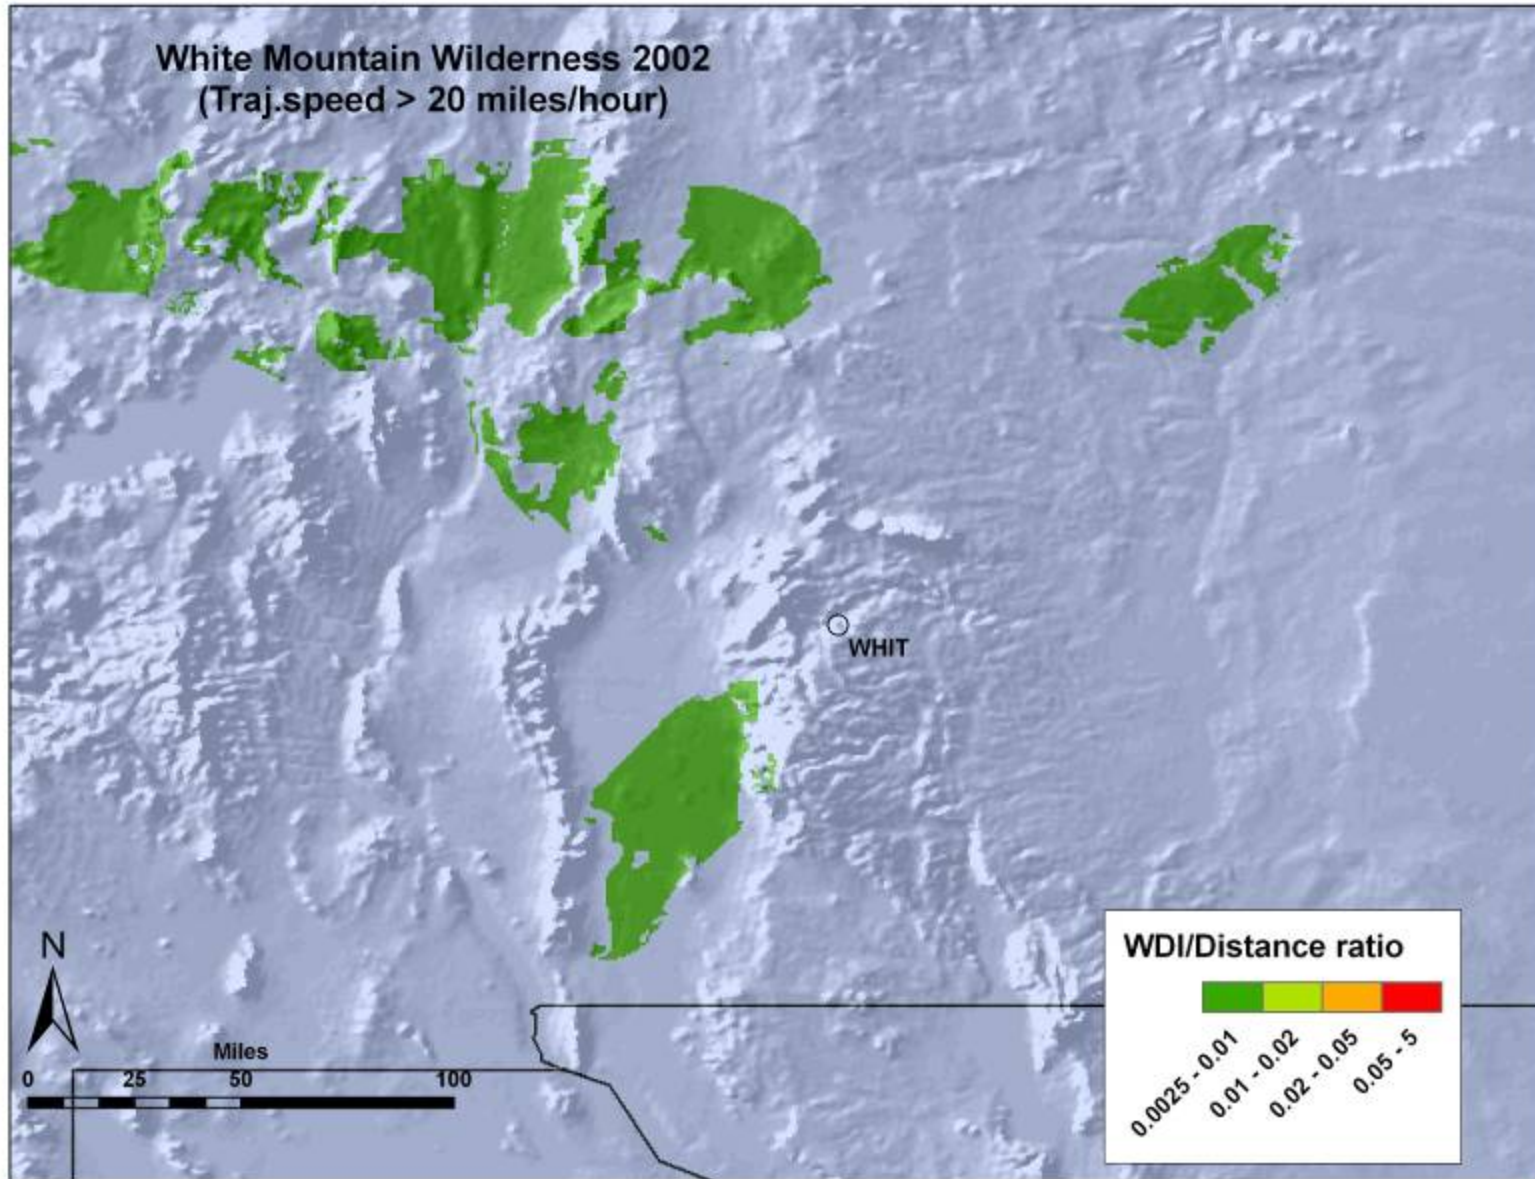 White Mountain Wilderness 2002
(Traj.speed > 20 miles/hour)
WHIT
N
Miles
0 25 50 100
WDI/Distance ratio
0.0025 - 0.01
0.01 - 0.02
0.02 - 0.05
0.05 - 5